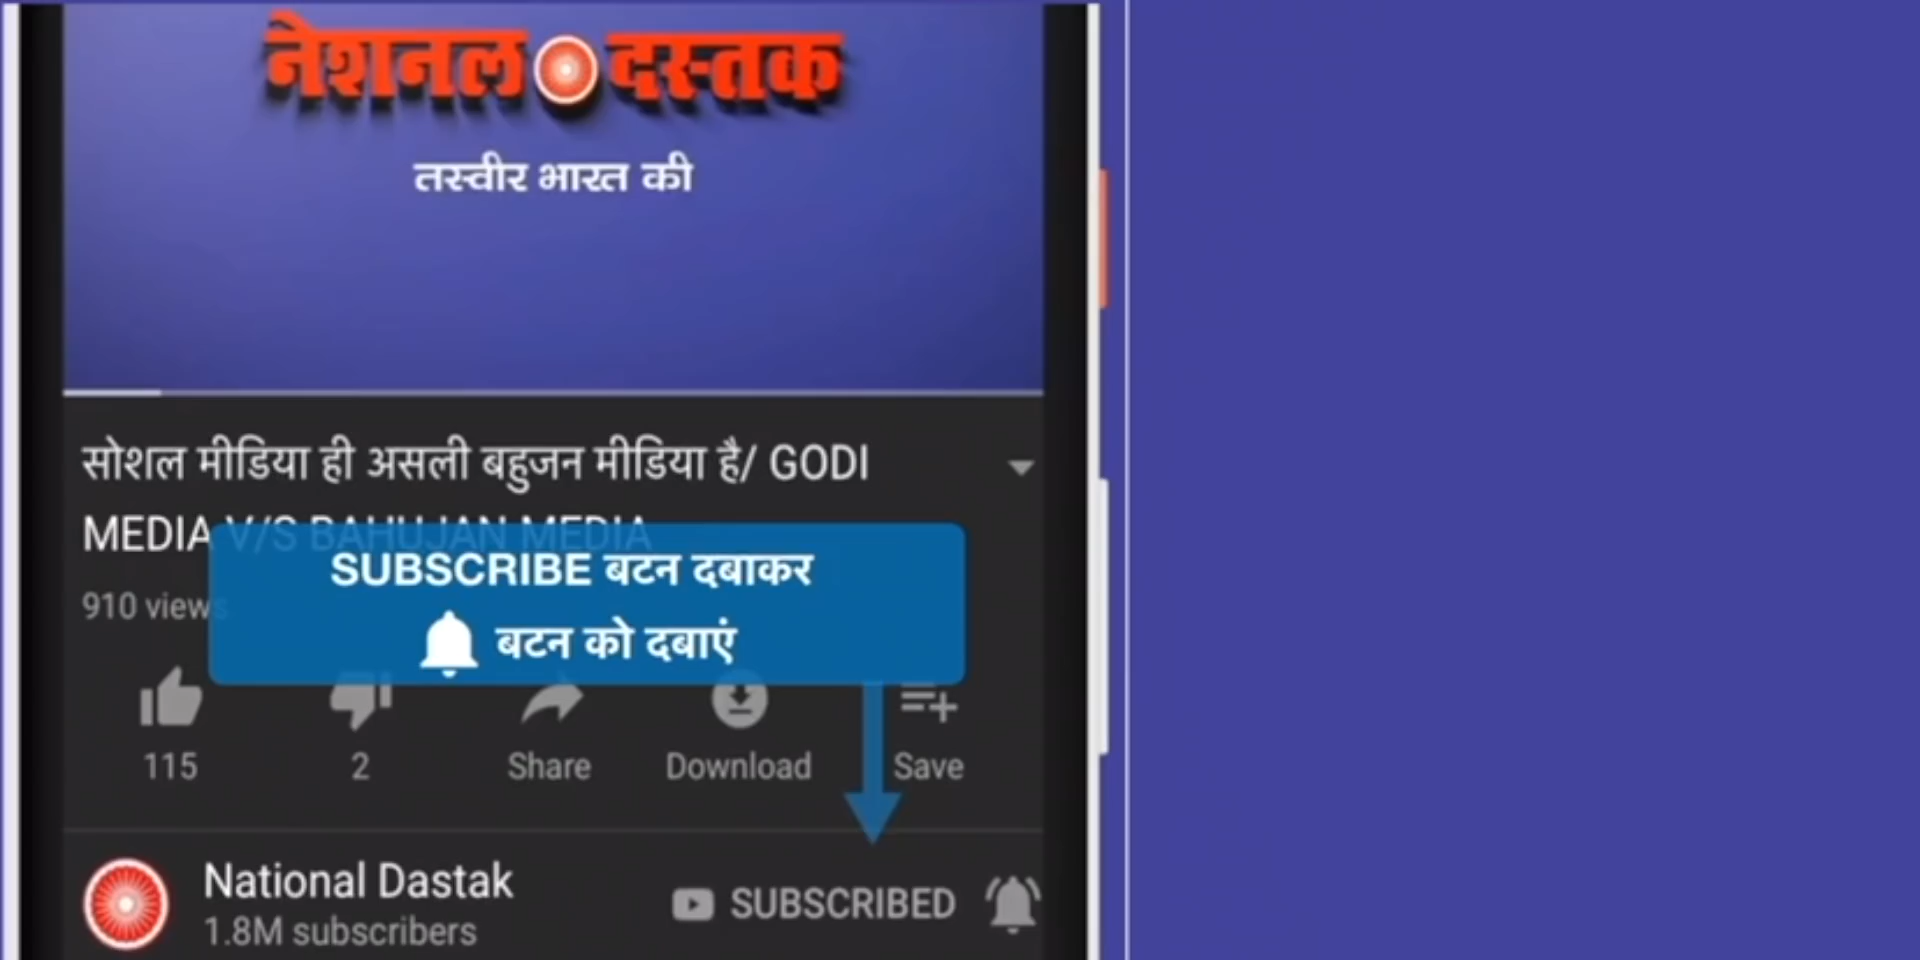 नेशनल दस्तक
तस्वीर भारत की
सोशल मीडिया ही असली बहुजन मीडिया है/ GODI
MEDIA V/S BAHUJAN MEDIA
SUBSCRIBE बटन दबाकर
बटन को दबाएं
910 views
115
2
Share
Download
Save
National Dastak
1.8M subscribers
SUBSCRIBED